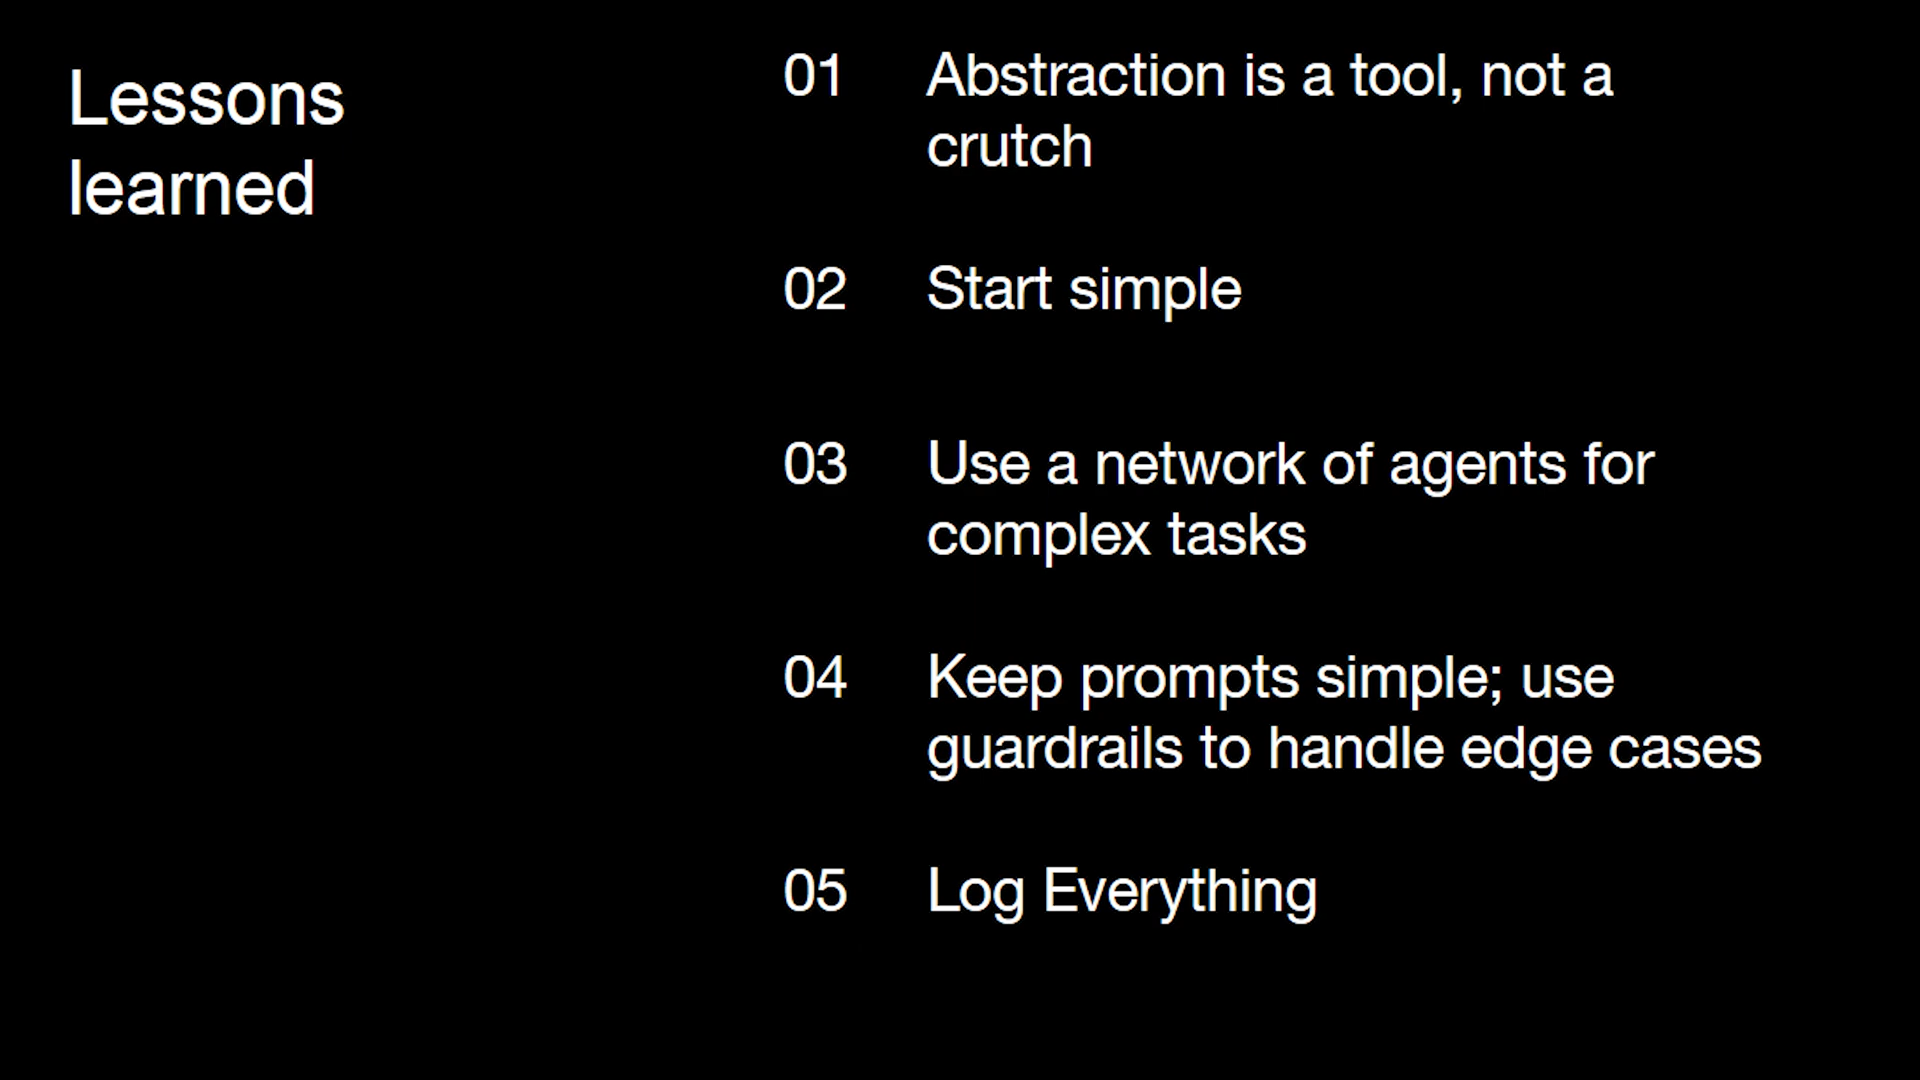 Lessons
learned
01 Abstraction is a tool, not a
crutch
02 Start simple
03 Use a network of agents for
complex tasks
04 Keep prompts simple; use
guardrails to handle edge cases
05 Log Everything